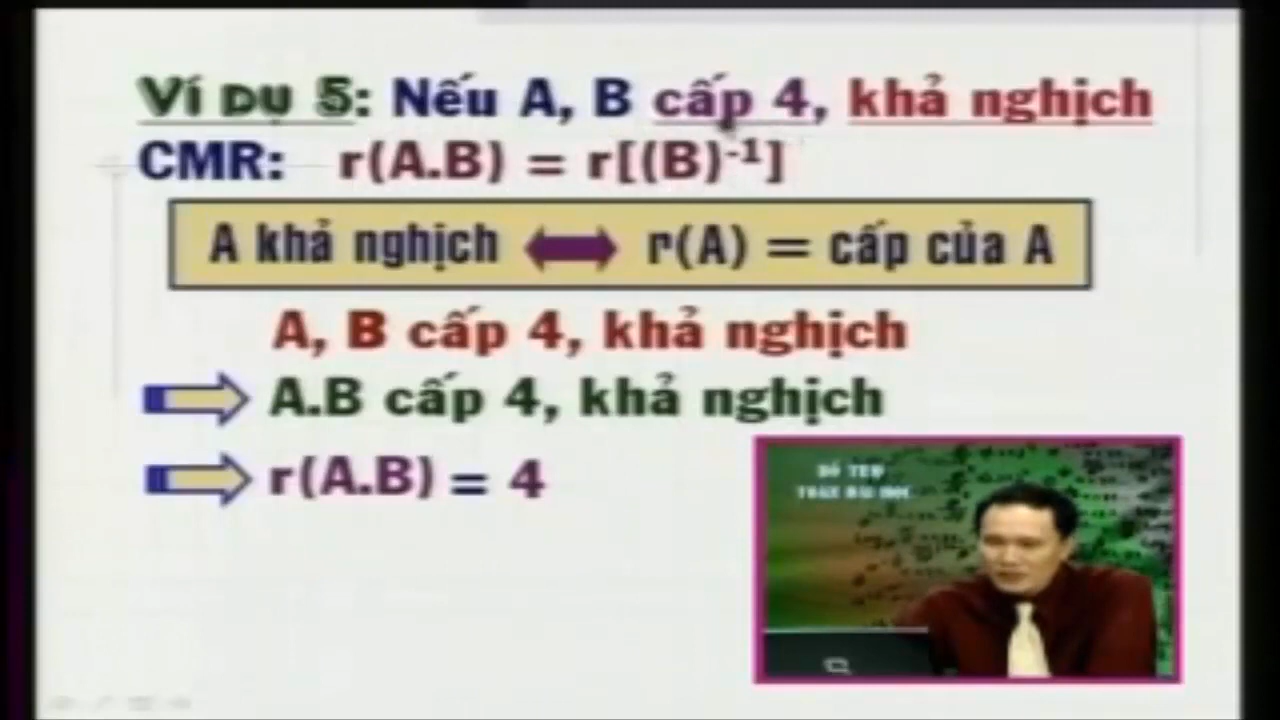 Ví Dụ 5: Nếu A, B cấp 4, khả nghịch
CMR: r(A.B) = r[(B)⁻¹]
A khả nghịch ⟷ r(A) = cấp của A
A, B cấp 4, khả nghịch
A.B cấp 4, khả nghịch
r(A.B) = 4